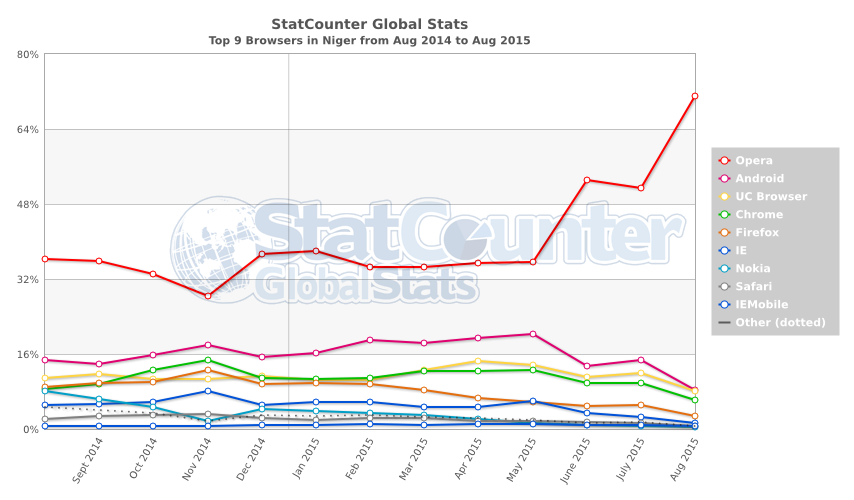 StatCounter Global Stats
Top 9 Browsers in Niger from Aug 2014 to Aug 2015
80%
64%
48%
32%
16%
0%
StatCounter
GlobalStats
Sept 2014
Oct 2014
Nov 2014
Dec 2014
Jan 2015
Feb 2015
Mar 2015
Apr 2015
May 2015
June 2015
July 2015
Aug 2015
Opera
Android
UC Browser
Chrome
Firefox
IE
Nokia
Safari
IEMobile
Other (dotted)